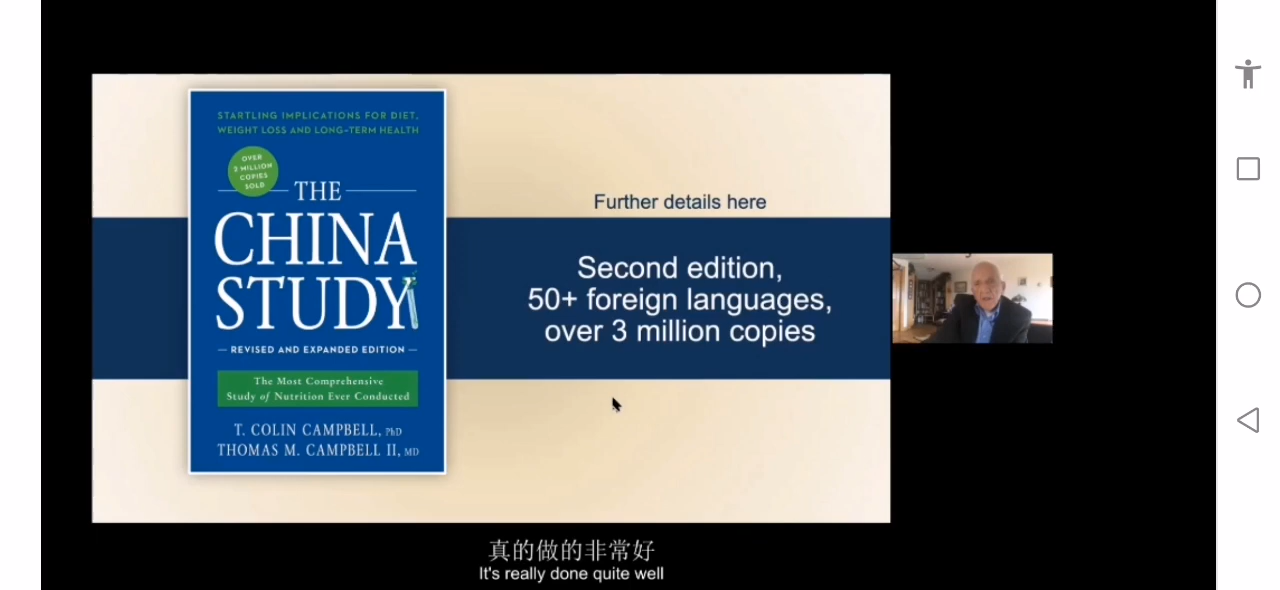 STARTLING IMPLICATIONS FOR DIET,
WEIGHT LOSS AND LONG-TERM HEALTH
OVER
3 MILLION
COPIES
SOLD
THE
CHINA
STUDY
REVISED AND EXPANDED EDITION
The Most Comprehensive
Study of Nutrition Ever Conducted
T. COLIN CAMPBELL, PhD
THOMAS M. CAMPBELL II, MD
Further details here
Second edition,
50+ foreign languages,
over 3 million copies
真的做的非常好
It's really done quite well